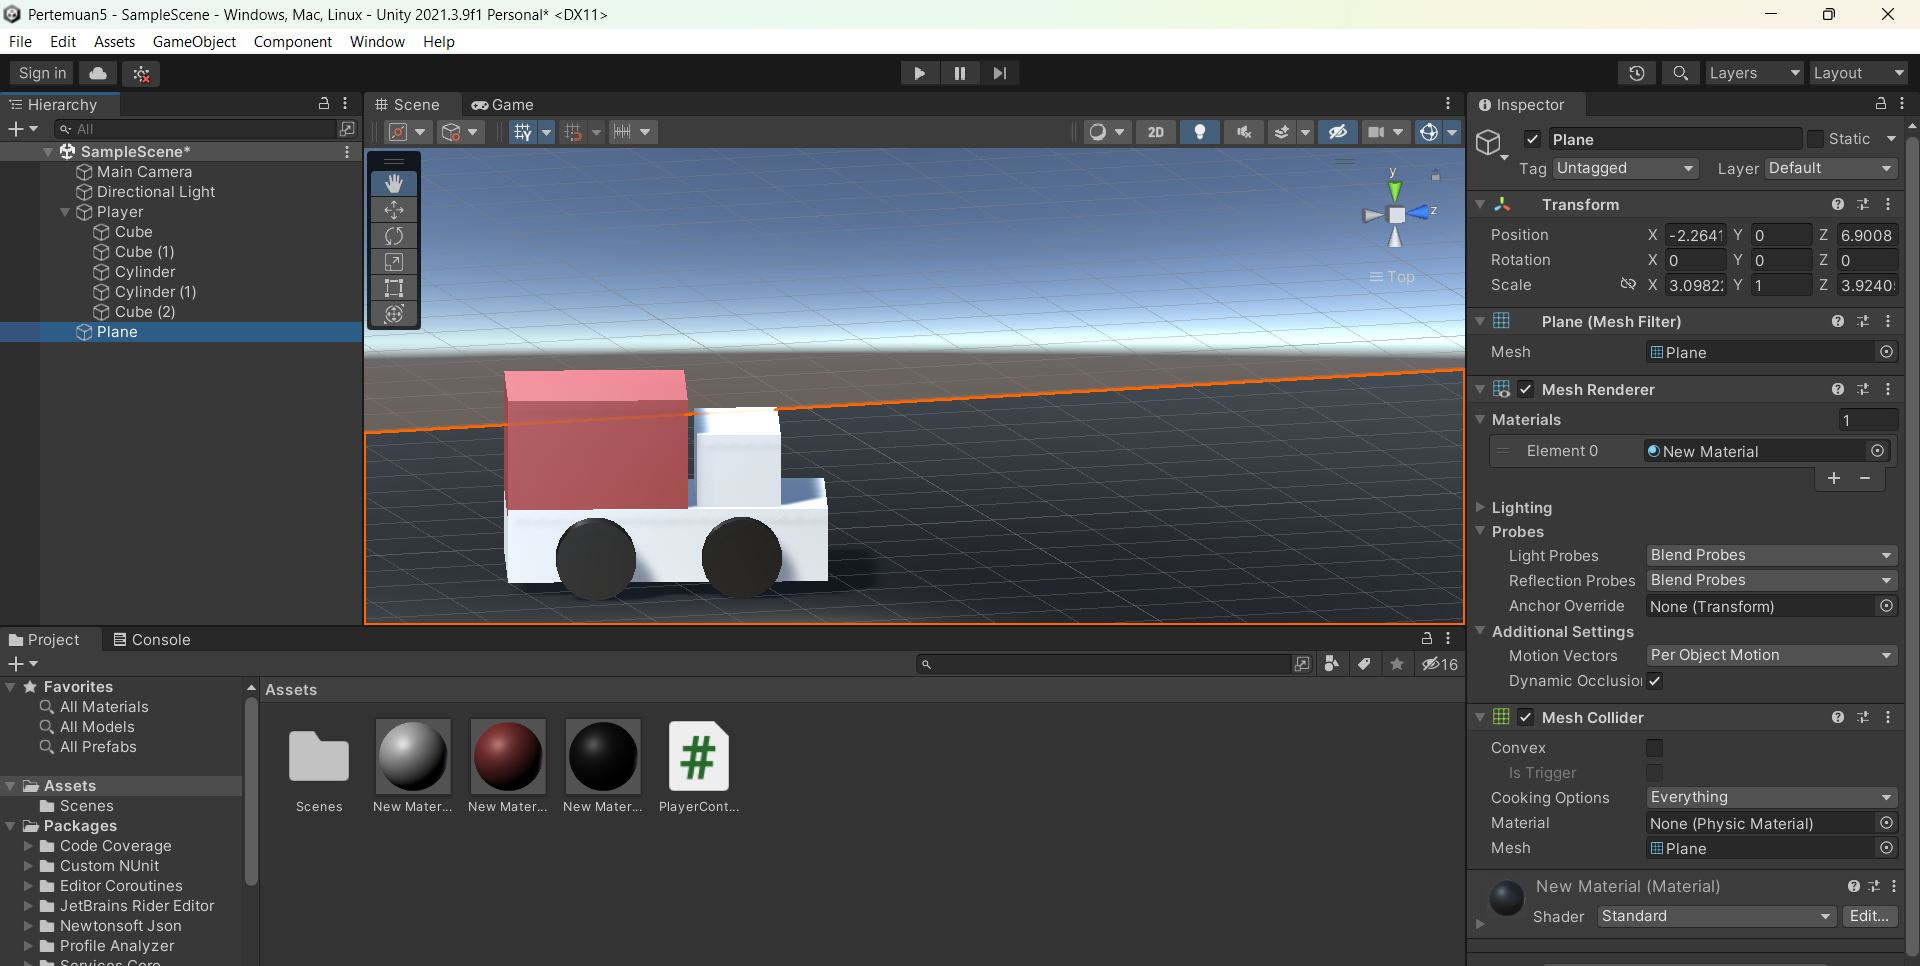 Pertemuan5 - SampleScene - Windows, Mac, Linux - Unity 2021.3.9f1 Personal* <DX11>
File Edit Assets GameObject Component Window Help
Sign in
Layers
Layout
Hierarchy
All
SampleScene*
Main Camera
Directional Light
Player
Cube
Cube (1)
Cylinder
Cylinder (1)
Cube (2)
Plane
Scene
Game
2D
y
z
Top
Inspector
Plane
Static
Tag Untagged
Layer Default
Transform
Position X -2.2641 Y 0 Z 6.9008
Rotation X 0 Y 0 Z 0
Scale X 3.0982 Y 1 Z 3.9240
Plane (Mesh Filter)
Mesh Plane
Mesh Renderer
Materials 1
Element 0 New Material
Lighting
Probes
Light Probes Blend Probes
Reflection Probes Blend Probes
Anchor Override None (Transform)
Additional Settings
Motion Vectors Per Object Motion
Dynamic Occlusion
Mesh Collider
Convex
Is Trigger
Cooking Options Everything
Material None (Physic Material)
Mesh Plane
New Material (Material)
Shader Standard Edit...
Project
Console
16
Favorites
All Materials
All Models
All Prefabs
Assets
Scenes
Packages
Code Coverage
Custom NUnit
Editor Coroutines
JetBrains Rider Editor
Newtonsoft Json
Profile Analyzer
Services Core
Assets
Scenes
New Mater...
New Mater...
New Mater...
#
PlayerCont...